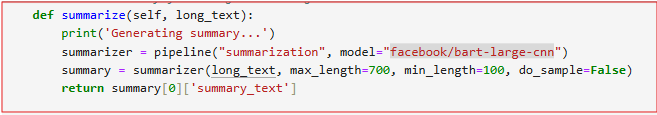 def summarize(self, long_text):
print('Generating summary...')
summarizer = pipeline("summarization", model="facebook/bart-large-cnn")
summary = summarizer(long_text, max_length=700, min_length=100, do_sample=False)
return summary[0]['summary_text']